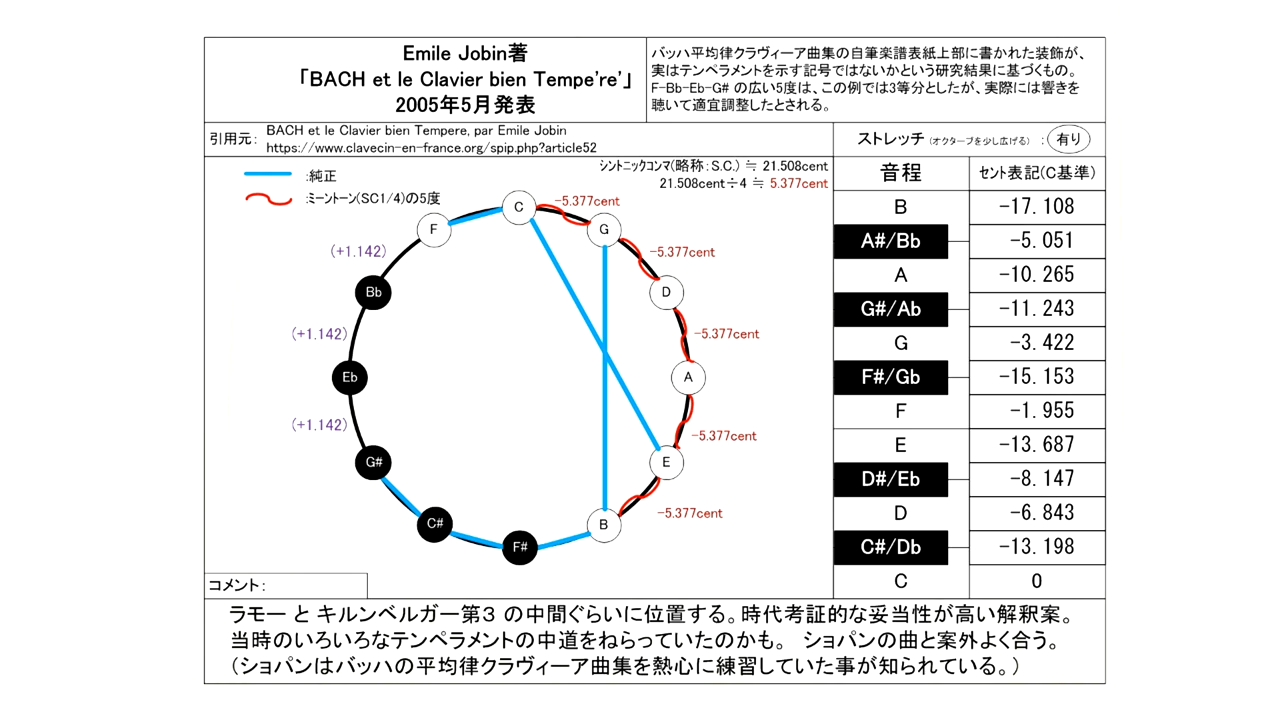 Emile Jobin著
「BACH et le Clavier bien Tempe're'」
2005年5月発表
バッハ平均律クラヴィーア曲集の自筆楽譜表紙上部に書かれた装飾が、
実はテンペラメントを示す記号ではないかという研究結果に基づくもの。
F-Bb-Eb-G# の広い5度は、この例では3等分としたが、実際には響きを
聴いて適宜調整したとされる。
引用元: BACH et le Clavier bien Tempere, par Emile Jobin
https://www.clavecin-en-france.org/spip.php?article52
ストレッチ (オクターブを少し広げる) : 有り
シントニックコンマ(略称:S.C.) ≒ 21.508cent
21.508cent÷4 ≒ 5.377cent
:純正
:ミーントーン(SC1/4)の5度
C
-5.377cent
G
-5.377cent
D
-5.377cent
A
-5.377cent
E
-5.377cent
B
F#
C#
G#
(+1.142)
Eb
(+1.142)
Bb
(+1.142)
F
音程 セント表記(C基準)
B -17.108
A#/Bb -5.051
A -10.265
G#/Ab -11.243
G -3.422
F#/Gb -15.153
F -1.955
E -13.687
D#/Eb -8.147
D -6.843
C#/Db -13.198
C 0
コメント:
ラモー と キルンベルガー第3 の中間ぐらいに位置する。時代考証的な妥当性が高い解釈案。
当時のいろいろなテンペラメントの中道をねらっていたのかも。 ショパンの曲と案外よく合う。
(ショパンはバッハの平均律クラヴィーア曲集を熱心に練習していた事が知られている。)